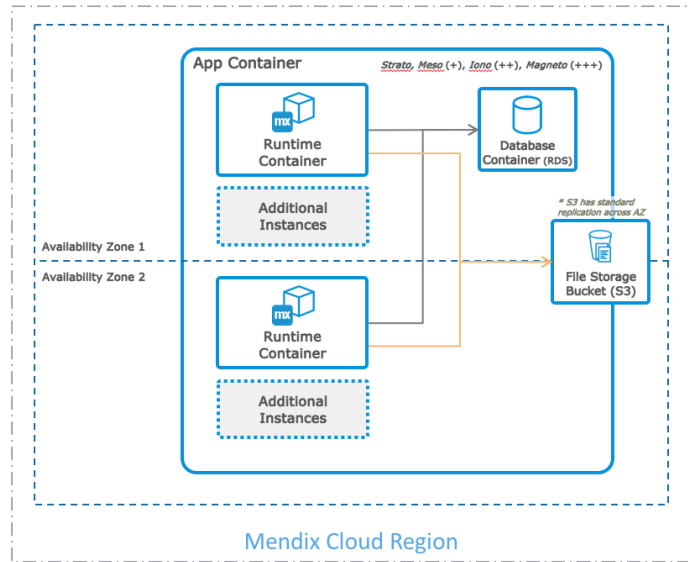 App Container
Strato, Meso (+), Iono (++), Magneto (+++)
mx
Runtime
Container
Database
Container (RDS)
Additional
Instances
* S3 has standard
replication across AZ
Availability Zone 1
Availability Zone 2
File Storage
Bucket (S3)
mx
Runtime
Container
Additional
Instances
Mendix Cloud Region